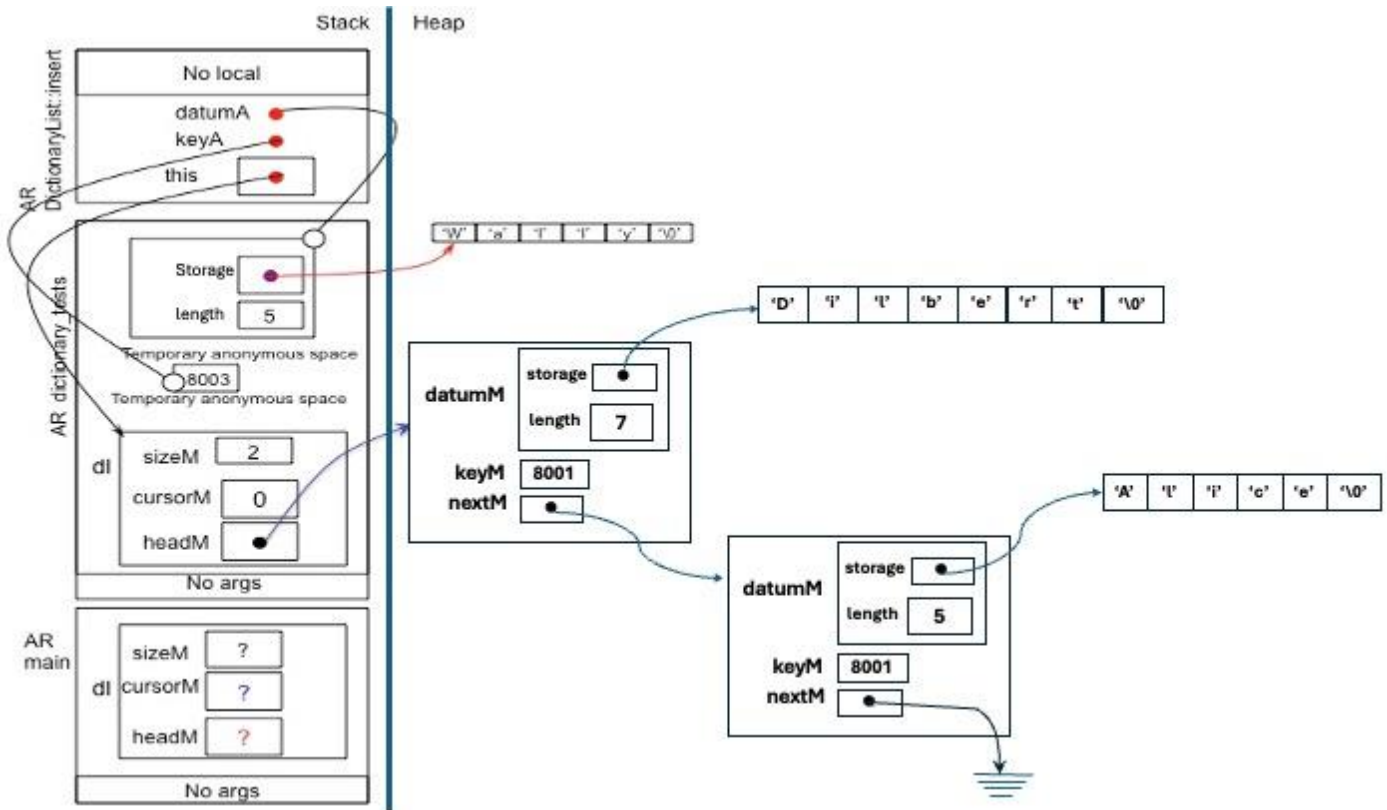 Stack
Heap
AR
DictionaryList::insert
No local
datumA
keyA
this
AR dictionary_tests
Storage
length 5
Temporary anonymous space
8003
Temporary anonymous space
dl
sizeM 2
cursorM 0
headM
No args
AR
main
dl
sizeM ?
cursorM ?
headM ?
No args
'W' 'a' 'l' 'l' 'y' '\0'
'D' 'i' 'l' 'b' 'e' 'r' 't' '\0'
datumM
storage
length 7
keyM 8001
nextM
'A' 'l' 'i' 'c' 'e' '\0'
datumM
storage
length 5
keyM 8001
nextM